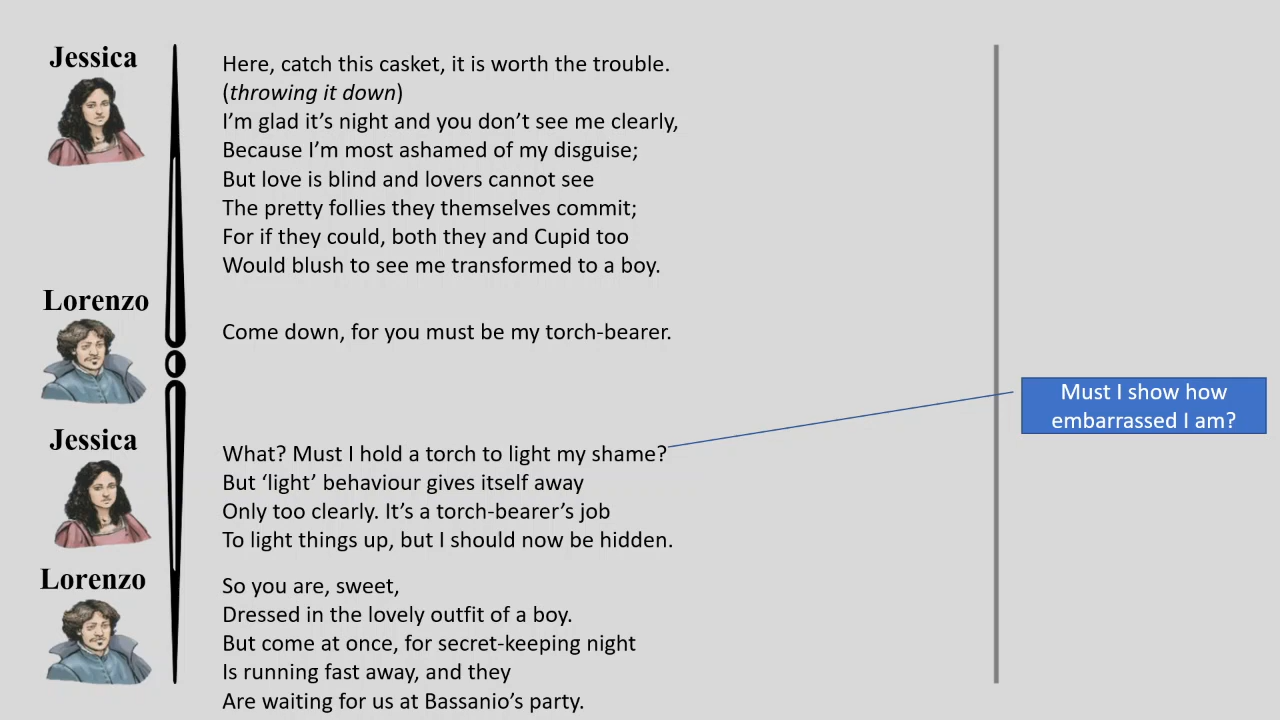 Jessica
Here, catch this casket, it is worth the trouble.
(throwing it down)
I’m glad it’s night and you don’t see me clearly,
Because I’m most ashamed of my disguise;
But love is blind and lovers cannot see
The pretty follies they themselves commit;
For if they could, both they and Cupid too
Would blush to see me transformed to a boy.
Lorenzo
Come down, for you must be my torch-bearer.
Jessica
What? Must I hold a torch to light my shame?
But ‘light’ behaviour gives itself away
Only too clearly. It’s a torch-bearer’s job
To light things up, but I should now be hidden.
Must I show how
embarrassed I am?
Lorenzo
So you are, sweet,
Dressed in the lovely outfit of a boy.
But come at once, for secret-keeping night
Is running fast away, and they
Are waiting for us at Bassanio’s party.